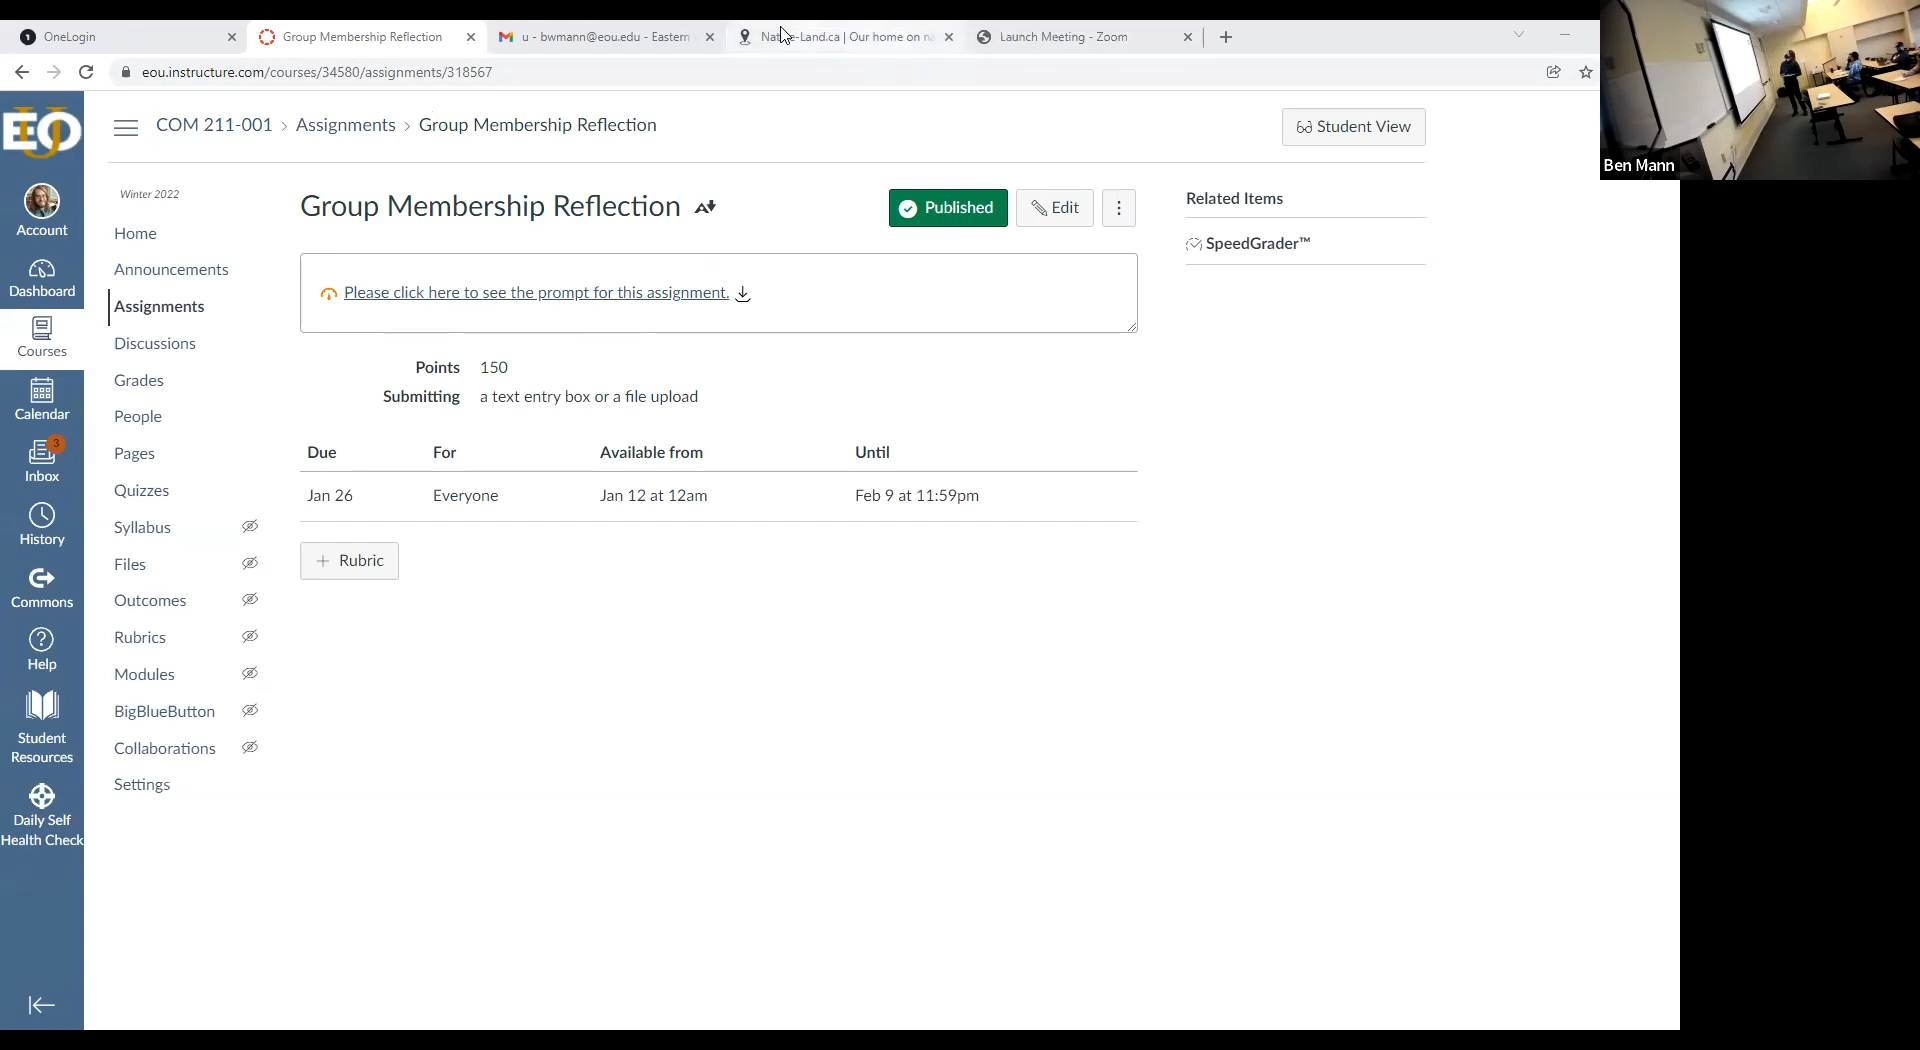 OneLogin
Group Membership Reflection
u - bwmann@eou.edu - Eastern
Native-Land.ca | Our home on na
Launch Meeting - Zoom
eou.instructure.com/courses/34580/assignments/318567
EOU
Account
Dashboard
Courses
Calendar
3
Inbox
History
Commons
Help
Student
Resources
Daily Self
Health Check
COM 211-001 › Assignments › Group Membership Reflection
Student View
Winter 2022
Home
Announcements
Assignments
Discussions
Grades
People
Pages
Quizzes
Syllabus
Files
Outcomes
Rubrics
Modules
BigBlueButton
Collaborations
Settings
Group Membership Reflection
Published
Edit
Please click here to see the prompt for this assignment.
Points 150
Submitting a text entry box or a file upload
Due For Available from Until
Jan 26 Everyone Jan 12 at 12am Feb 9 at 11:59pm
+ Rubric
Related Items
SpeedGrader™
Ben Mann